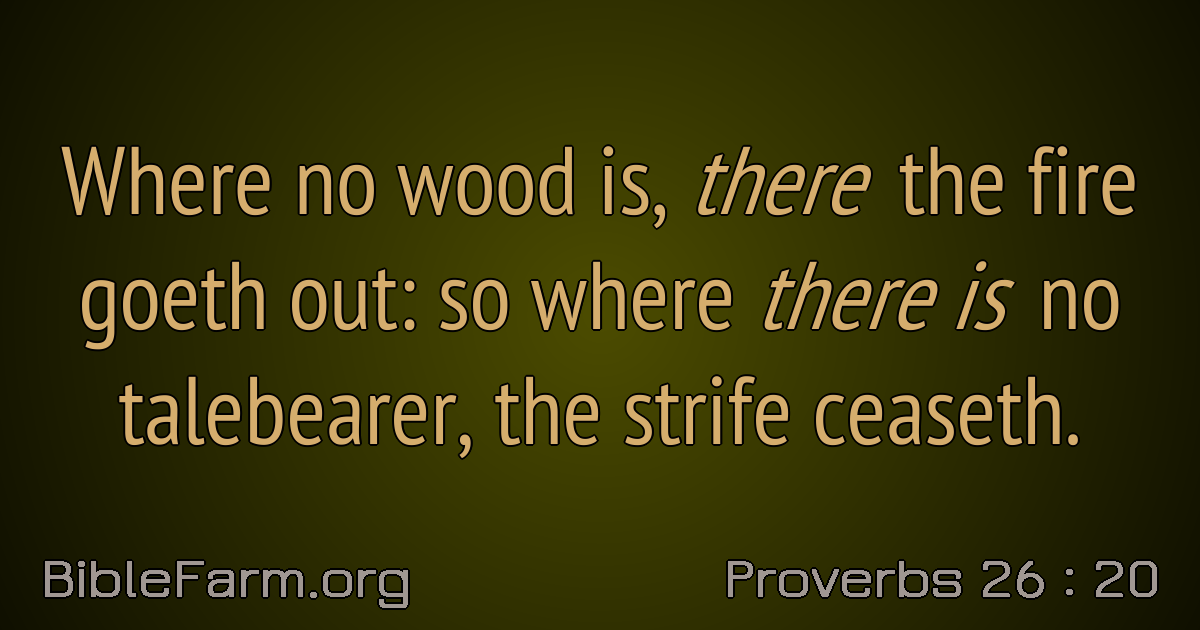 Where no wood is, there the fire
goeth out: so where there is no
talebearer, the strife ceaseth.
BibleFarm.org
Proverbs 26 : 20